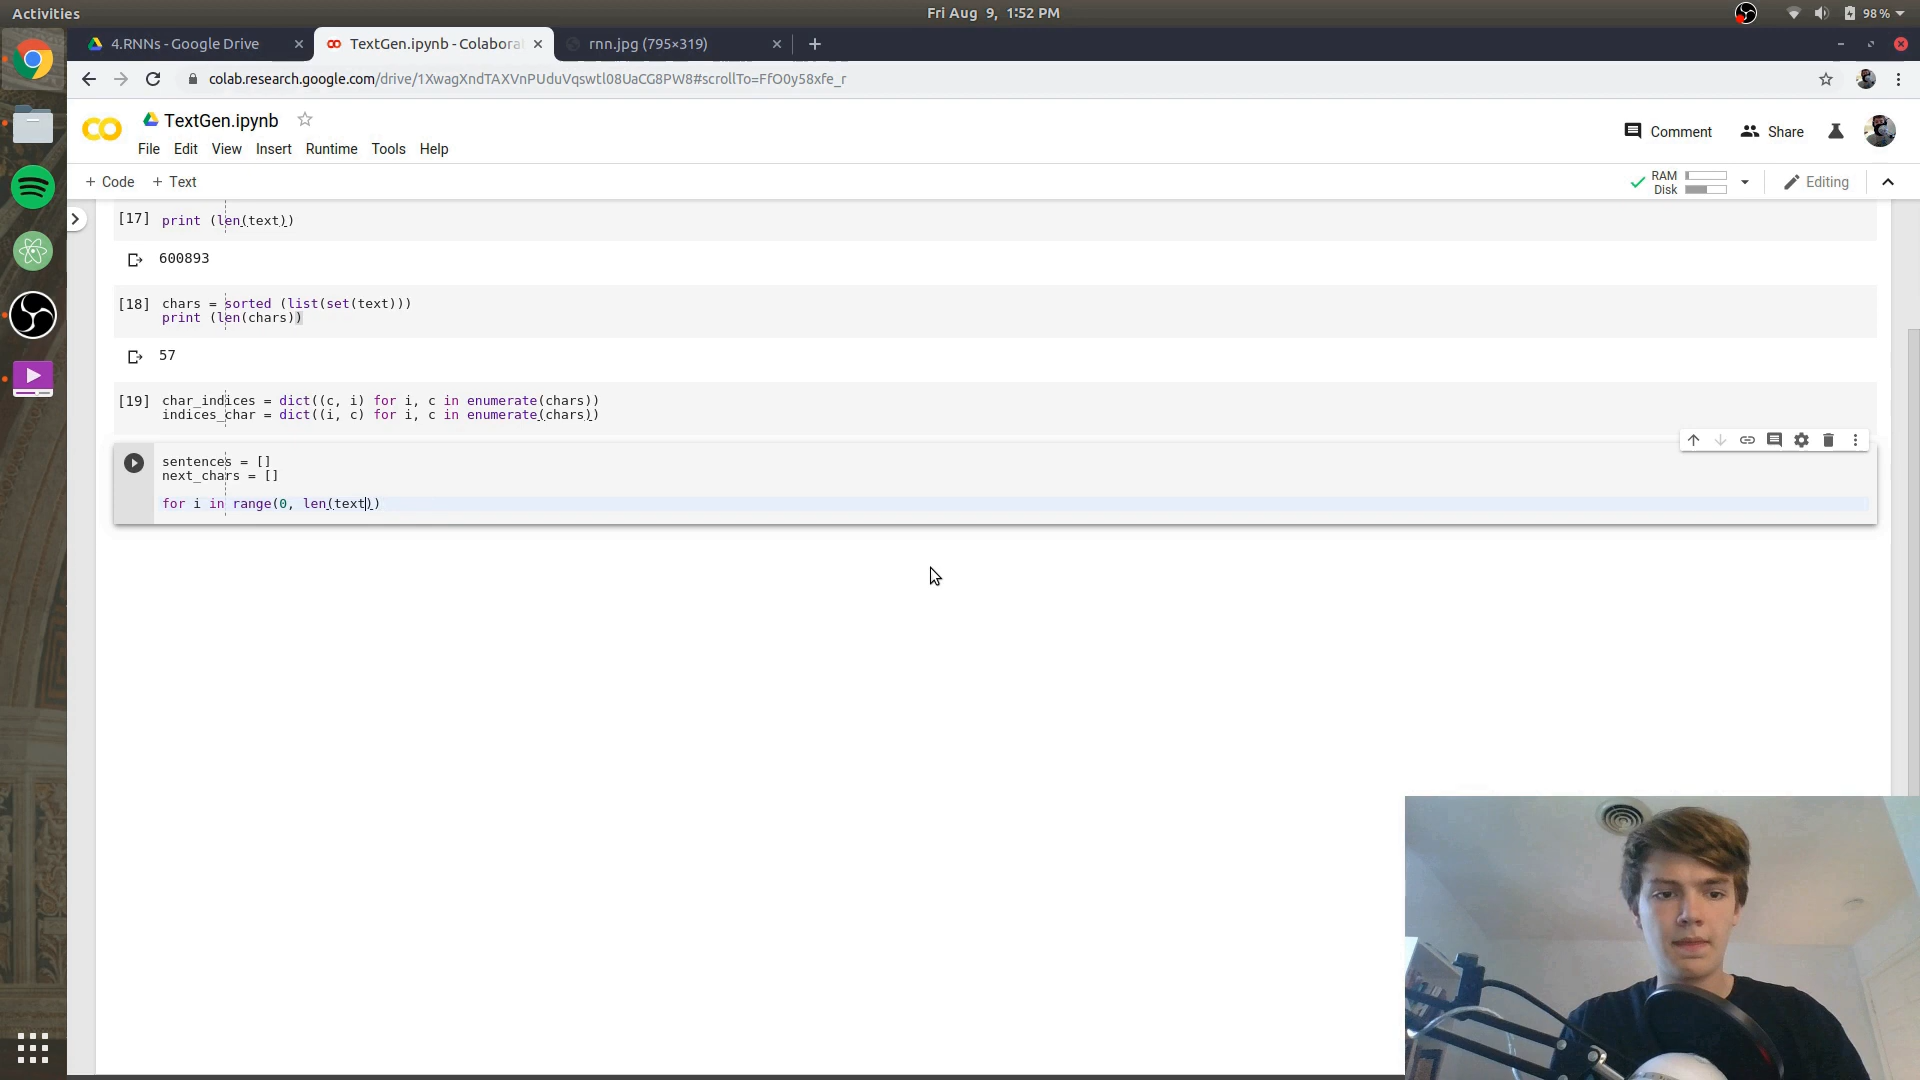 Activities
Fri Aug 9, 1:52 PM
98 %
4.RNNs - Google Drive
TextGen.ipynb - Colabora
rnn.jpg (795×319)
colab.research.google.com/drive/1XwagXndTAXVnPUduVqswtl08UaCG8PW8#scrollTo=FfO0y58xfe_r
CO
TextGen.ipynb
Comment
Share
File Edit View Insert Runtime Tools Help
+ Code + Text
RAM
Disk
Editing
[17] print (len(text))
600893
[18] chars = sorted (list(set(text)))
print (len(chars))
57
[19] char_indices = dict((c, i) for i, c in enumerate(chars))
indices_char = dict((i, c) for i, c in enumerate(chars))
sentences = []
next_chars = []
for i in range(0, len(text))